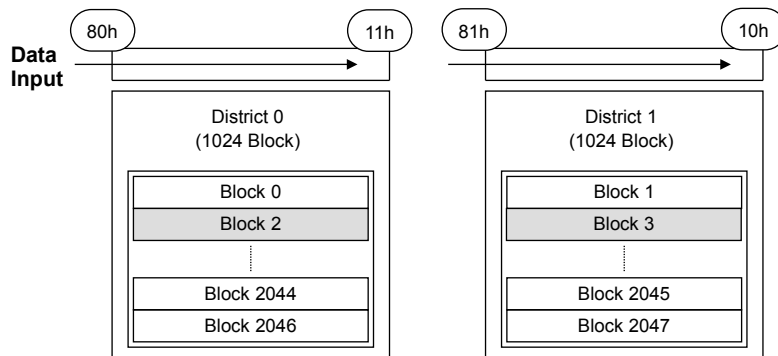 80h 11h 81h 10h
Data
Input
District 0
(1024 Block)
Block 0
Block 2
Block 2044
Block 2046
District 1
(1024 Block)
Block 1
Block 3
Block 2045
Block 2047